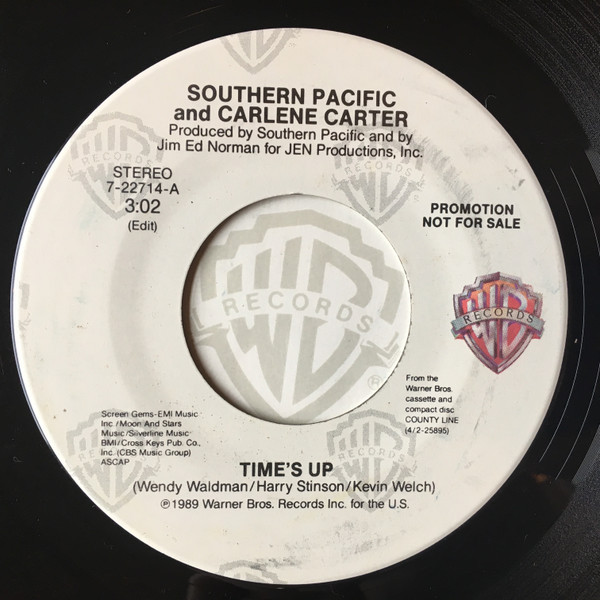 SOUTHERN PACIFIC
and CARLENE CARTER
Produced by Southern Pacific and by
Jim Ed Norman for JEN Productions, Inc.
STEREO
7-22714-A
3:02
(Edit)
PROMOTION
NOT FOR SALE
RECORDS
RECORDS
RECORDS
RECORDS
®
From the
Warner Bros.
cassette and
compact disc
COUNTY LINE
(4/2-25895)
Screen Gems-EMI Music
Inc./Moon And Stars
Music/Silverline Music-
BMI/Cross Keys Pub. Co.,
Inc. (CBS Music Group)
ASCAP
TIME'S UP
(Wendy Waldman/Harry Stinson/Kevin Welch)
℗1989 Warner Bros. Records Inc. for the U.S.